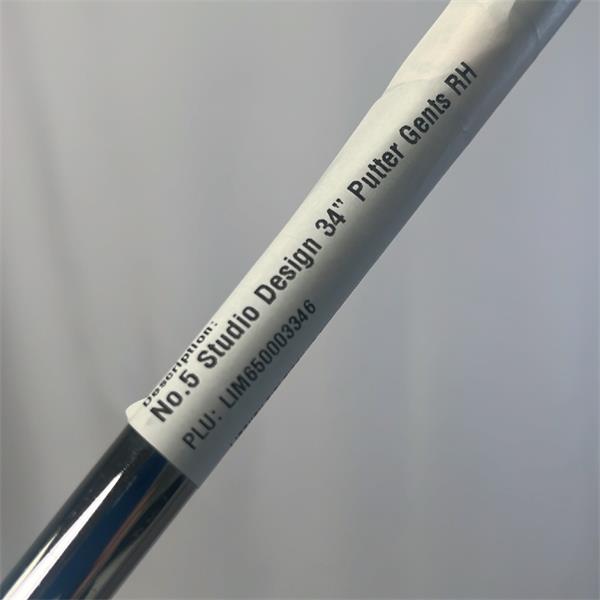 Description:
No.5 Studio Design 34" Putter Gents RH
PLU: LIM650003346